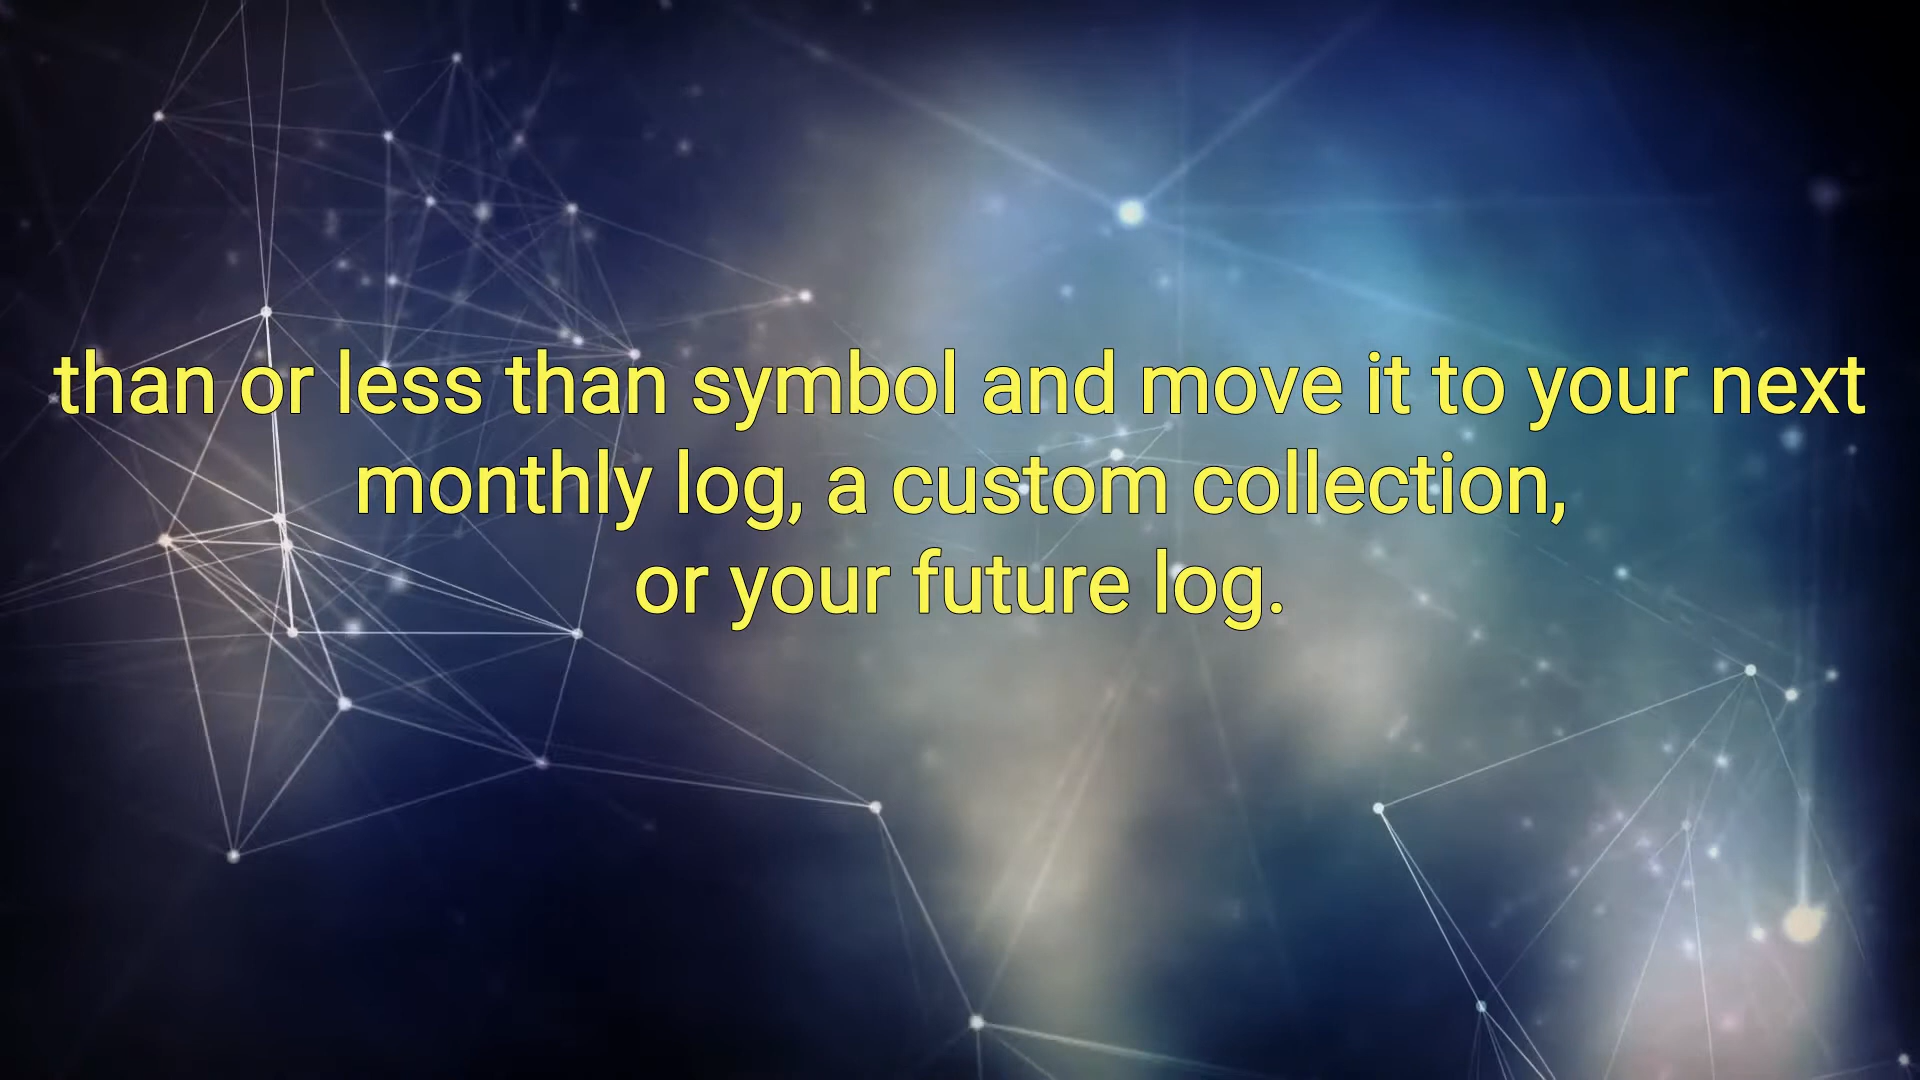 than or less than symbol and move it to your next
monthly log, a custom collection,
or your future log.